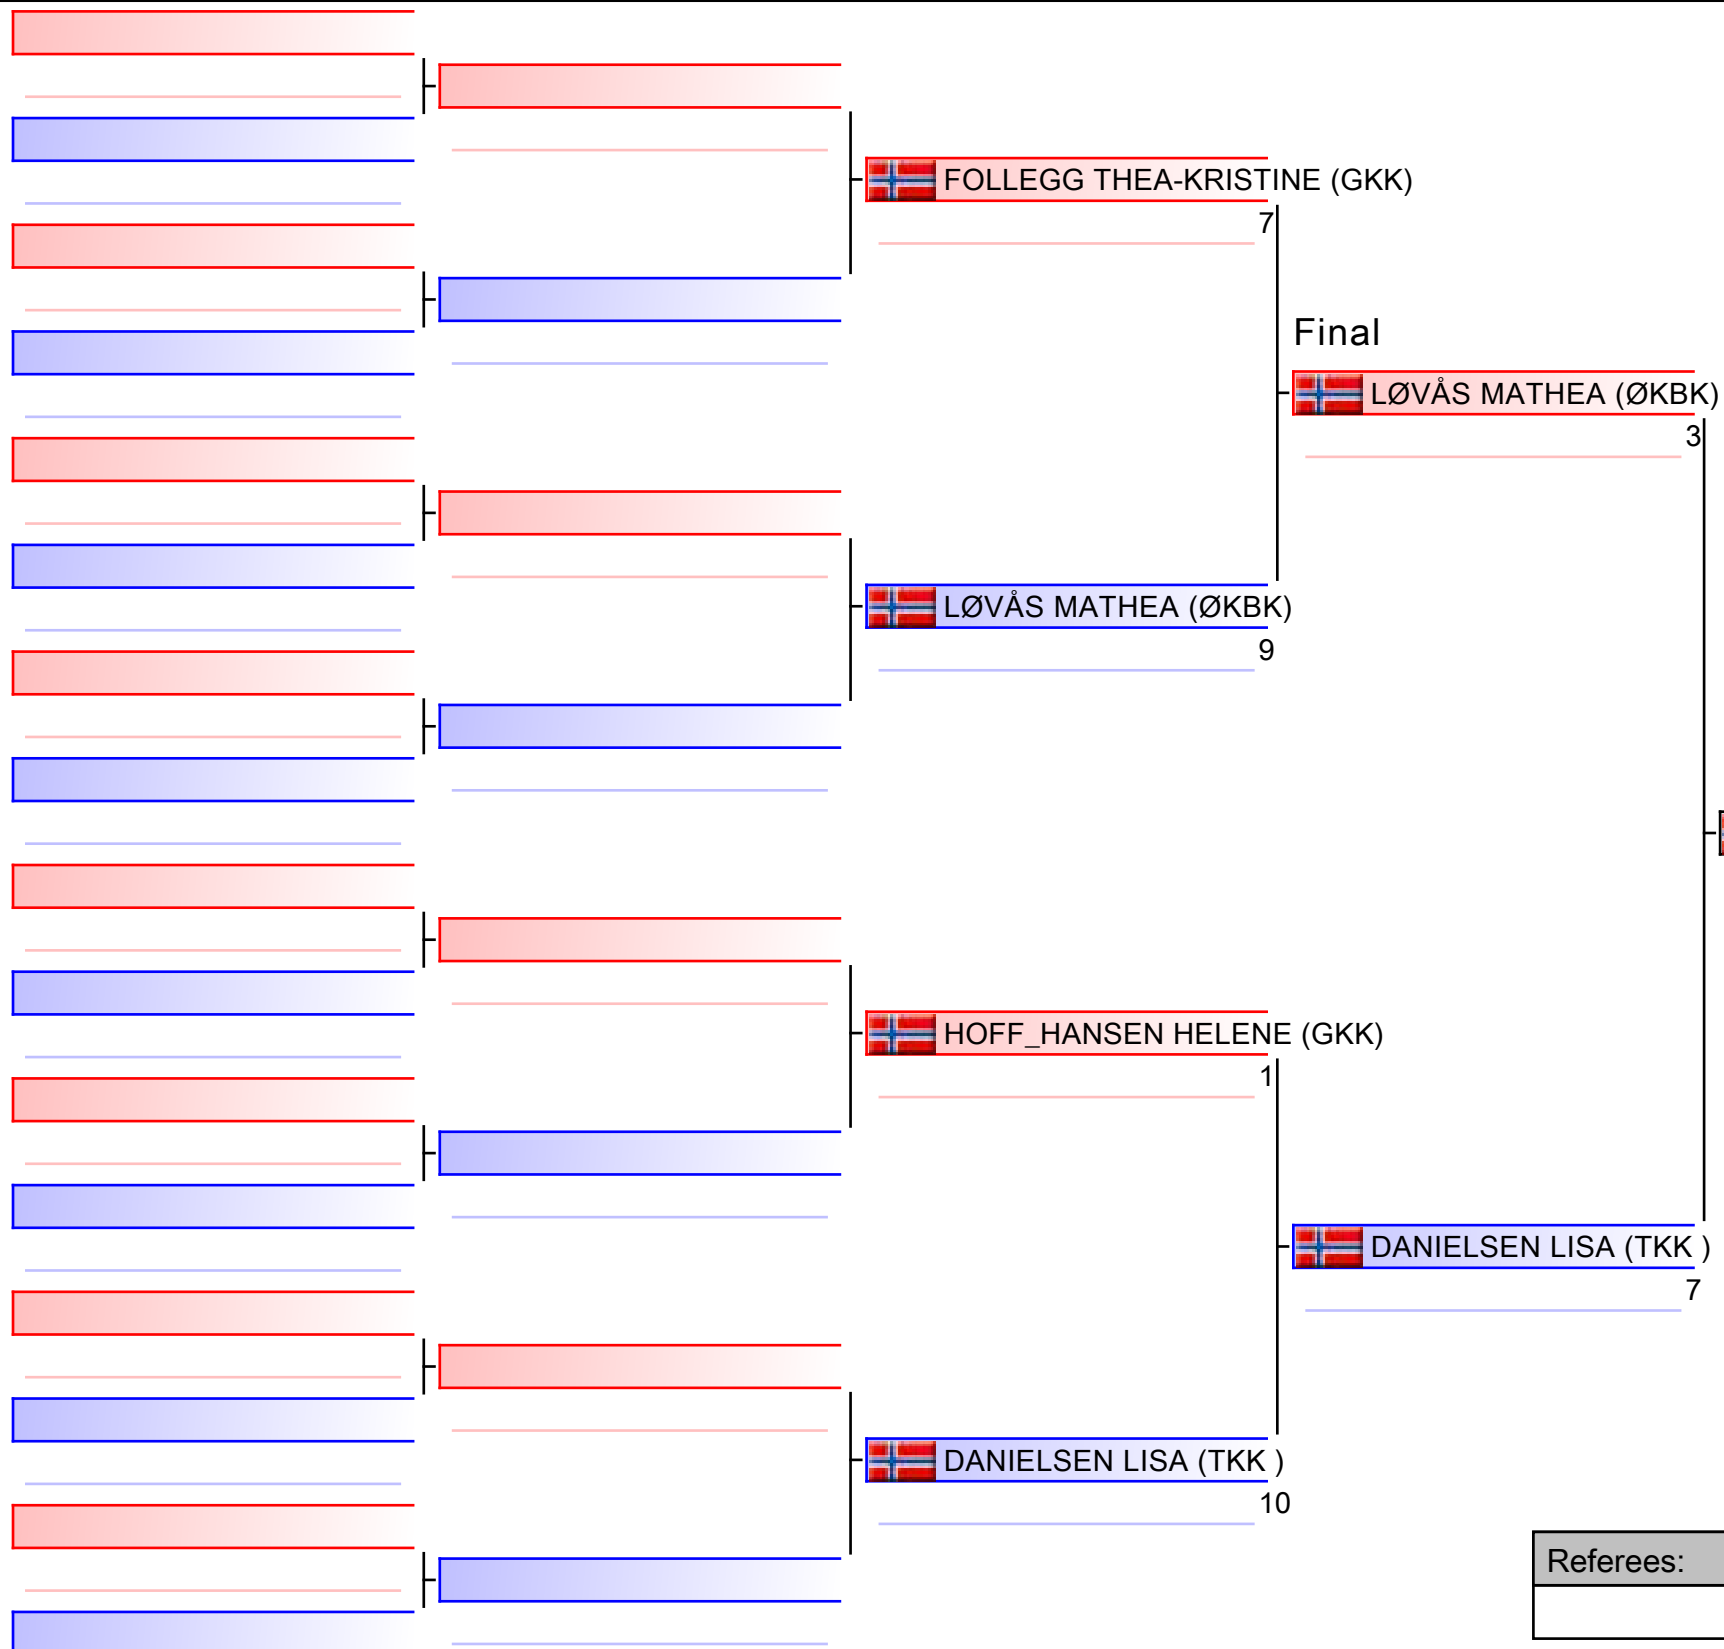 FOLLEGG THEA-KRISTINE (GKK)
7
Final
LØVÅS MATHEA (ØKBK)
3
LØVÅS MATHEA (ØKBK)
9
HOFF_HANSEN HELENE (GKK)
1
DANIELSEN LISA (TKK )
7
DANIELSEN LISA (TKK )
10
Referees: